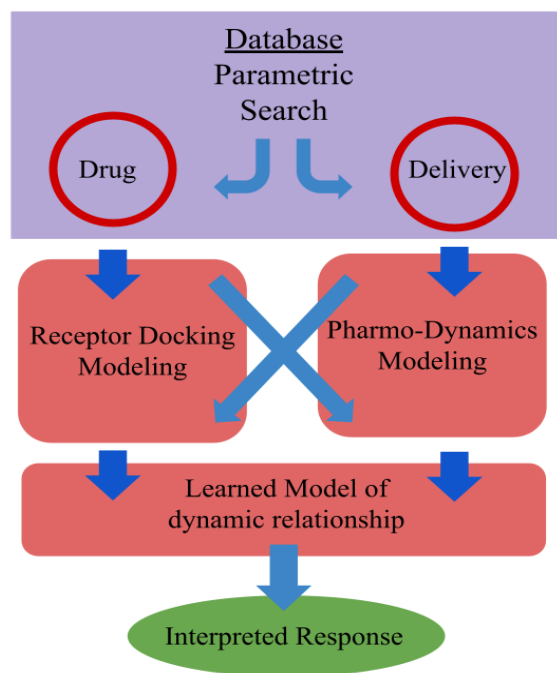 Database
Parametric
Search
Drug
Delivery
Receptor Docking
Modeling
Pharmo-Dynamics
Modeling
Learned Model of
dynamic relationship
Interpreted Response